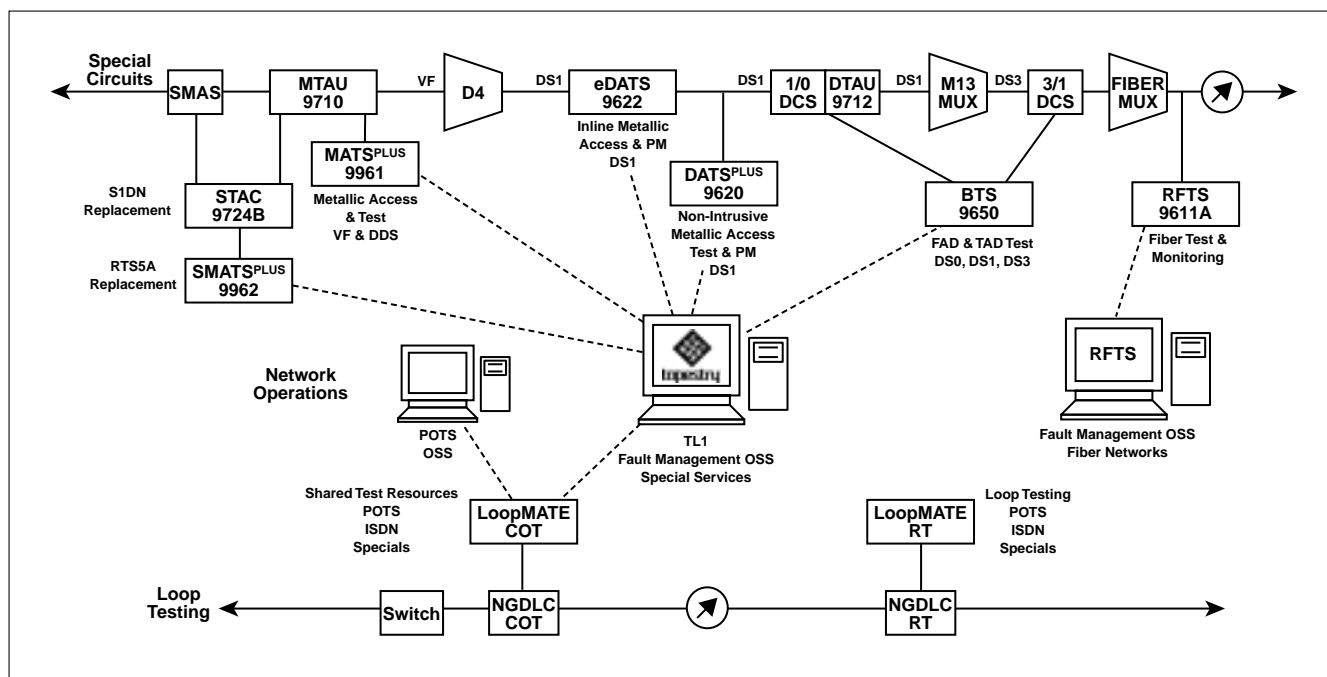 Special
Circuits
SMAS
MTAU
9710
VF
D4
DS1
eDATS
9622
DS1
1/0
DCS
DTAU
9712
DS1
M13
MUX
DS3
3/1
DCS
FIBER
MUX
Inline Metallic
Access & PM
DS1
MATSPLUS
9961
Metallic Access
& Test
VF & DDS
DATSPLUS
9620
Non-Intrusive
Metallic Access
Test & PM
DS1
S1DN
Replacement
STAC
9724B
BTS
9650
FAD & TAD Test
DS0, DS1, DS3
RFTS
9611A
Fiber Test &
Monitoring
RTS5A
Replacement
SMATSPLUS
9962
tapestry
RFTS
Network
Operations
POTS
OSS
TL1
Fault Management OSS
Special Services
Fault Management OSS
Fiber Networks
Shared Test Resources
POTS
ISDN
Specials
LoopMATE
COT
LoopMATE
RT
Loop Testing
POTS
ISDN
Specials
Loop
Testing
Switch
NGDLC
COT
NGDLC
RT